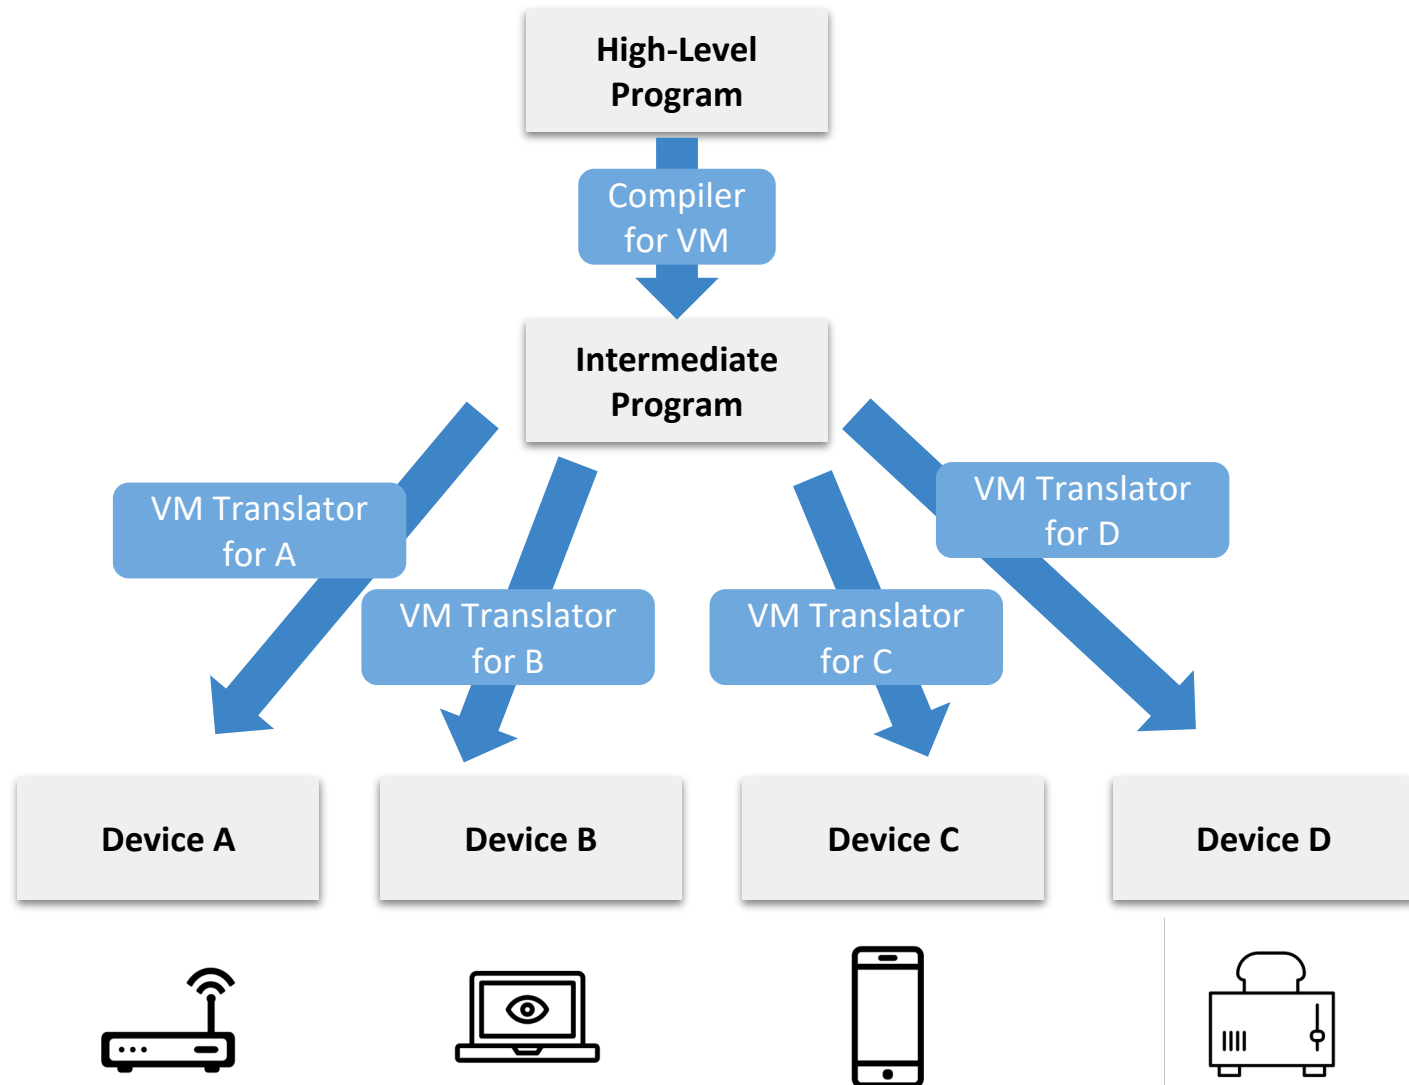 High-Level
Program
Compiler
for VM
Intermediate
Program
VM Translator
for A
VM Translator
for B
VM Translator
for C
VM Translator
for D
Device A
Device B
Device C
Device D